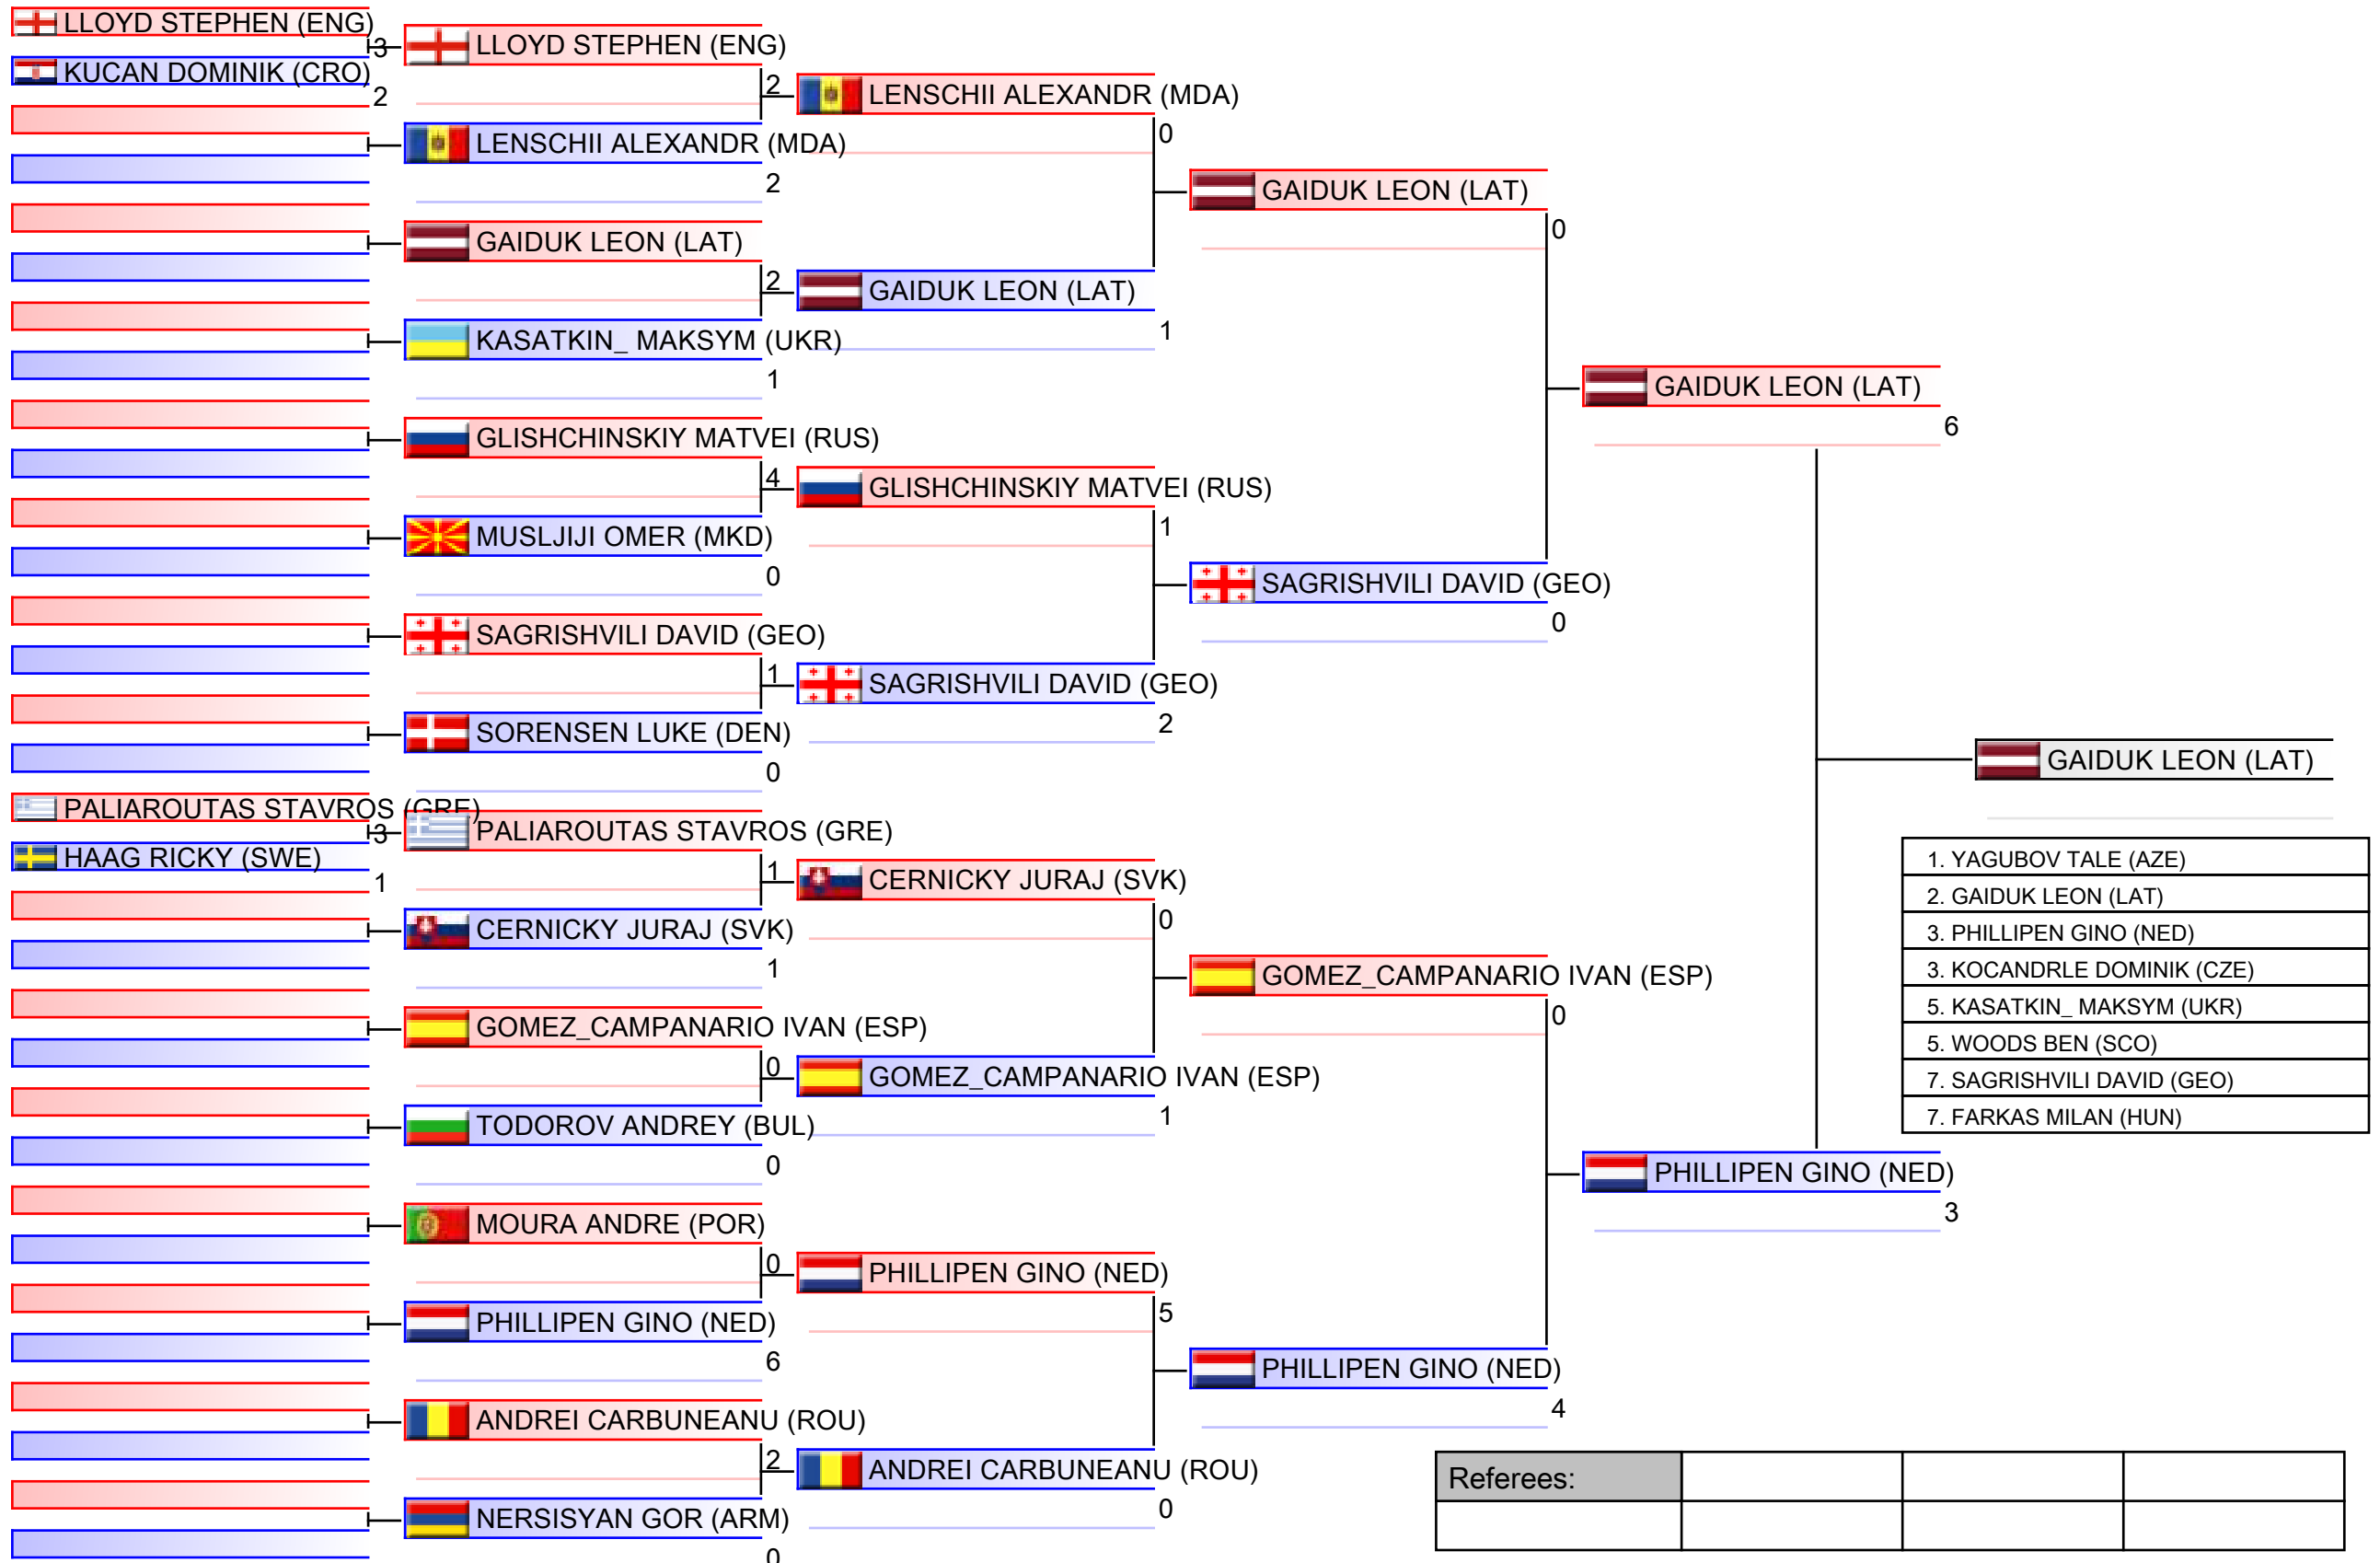 LLOYD STEPHEN (ENG)
3
KUCAN DOMINIK (CRO)
2
PALIAROUTAS STAVROS (GRE)
3
HAAG RICKY (SWE)
1
LLOYD STEPHEN (ENG)
2
LENSCHII ALEXANDR (MDA)
2
GAIDUK LEON (LAT)
2
KASATKIN_ MAKSYM (UKR)
1
GLISHCHINSKIY MATVEI (RUS)
4
MUSLJIJI OMER (MKD)
0
SAGRISHVILI DAVID (GEO)
1
SORENSEN LUKE (DEN)
0
PALIAROUTAS STAVROS (GRE)
1
CERNICKY JURAJ (SVK)
1
GOMEZ_CAMPANARIO IVAN (ESP)
0
TODOROV ANDREY (BUL)
0
MOURA ANDRE (POR)
0
PHILLIPEN GINO (NED)
6
ANDREI CARBUNEANU (ROU)
2
NERSISYAN GOR (ARM)
0
LENSCHII ALEXANDR (MDA)
0
GAIDUK LEON (LAT)
1
GLISHCHINSKIY MATVEI (RUS)
1
SAGRISHVILI DAVID (GEO)
2
CERNICKY JURAJ (SVK)
0
GOMEZ_CAMPANARIO IVAN (ESP)
1
PHILLIPEN GINO (NED)
5
ANDREI CARBUNEANU (ROU)
0
GAIDUK LEON (LAT)
0
SAGRISHVILI DAVID (GEO)
0
GOMEZ_CAMPANARIO IVAN (ESP)
0
PHILLIPEN GINO (NED)
4
GAIDUK LEON (LAT)
6
PHILLIPEN GINO (NED)
3
GAIDUK LEON (LAT)
1. YAGUBOV TALE (AZE)
2. GAIDUK LEON (LAT)
3. PHILLIPEN GINO (NED)
3. KOCANDRLE DOMINIK (CZE)
5. KASATKIN_ MAKSYM (UKR)
5. WOODS BEN (SCO)
7. SAGRISHVILI DAVID (GEO)
7. FARKAS MILAN (HUN)
Referees: